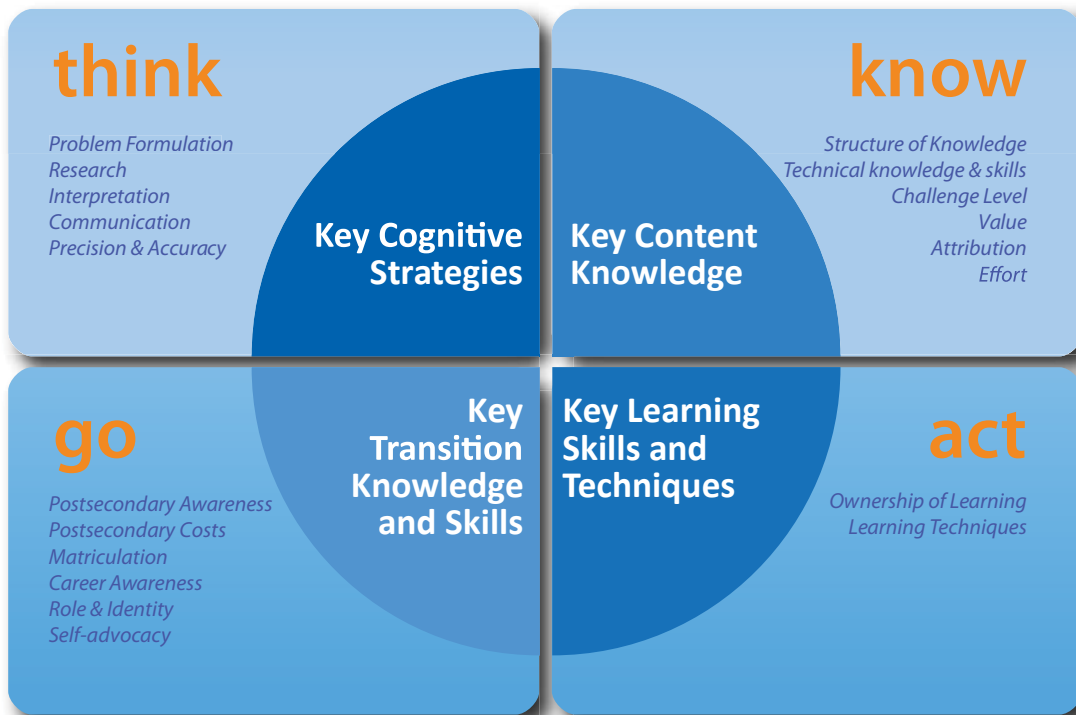 think
Problem Formulation
Research
Interpretation
Communication
Precision & Accuracy
Key Cognitive
Strategies
know
Structure of Knowledge
Technical knowledge & skills
Challenge Level
Value
Attribution
Effort
Key Content
Knowledge
go
Postsecondary Awareness
Postsecondary Costs
Matriculation
Career Awareness
Role & Identity
Self-advocacy
Key
Transition
Knowledge
and Skills
act
Ownership of Learning
Learning Techniques
Key Learning
Skills and
Techniques